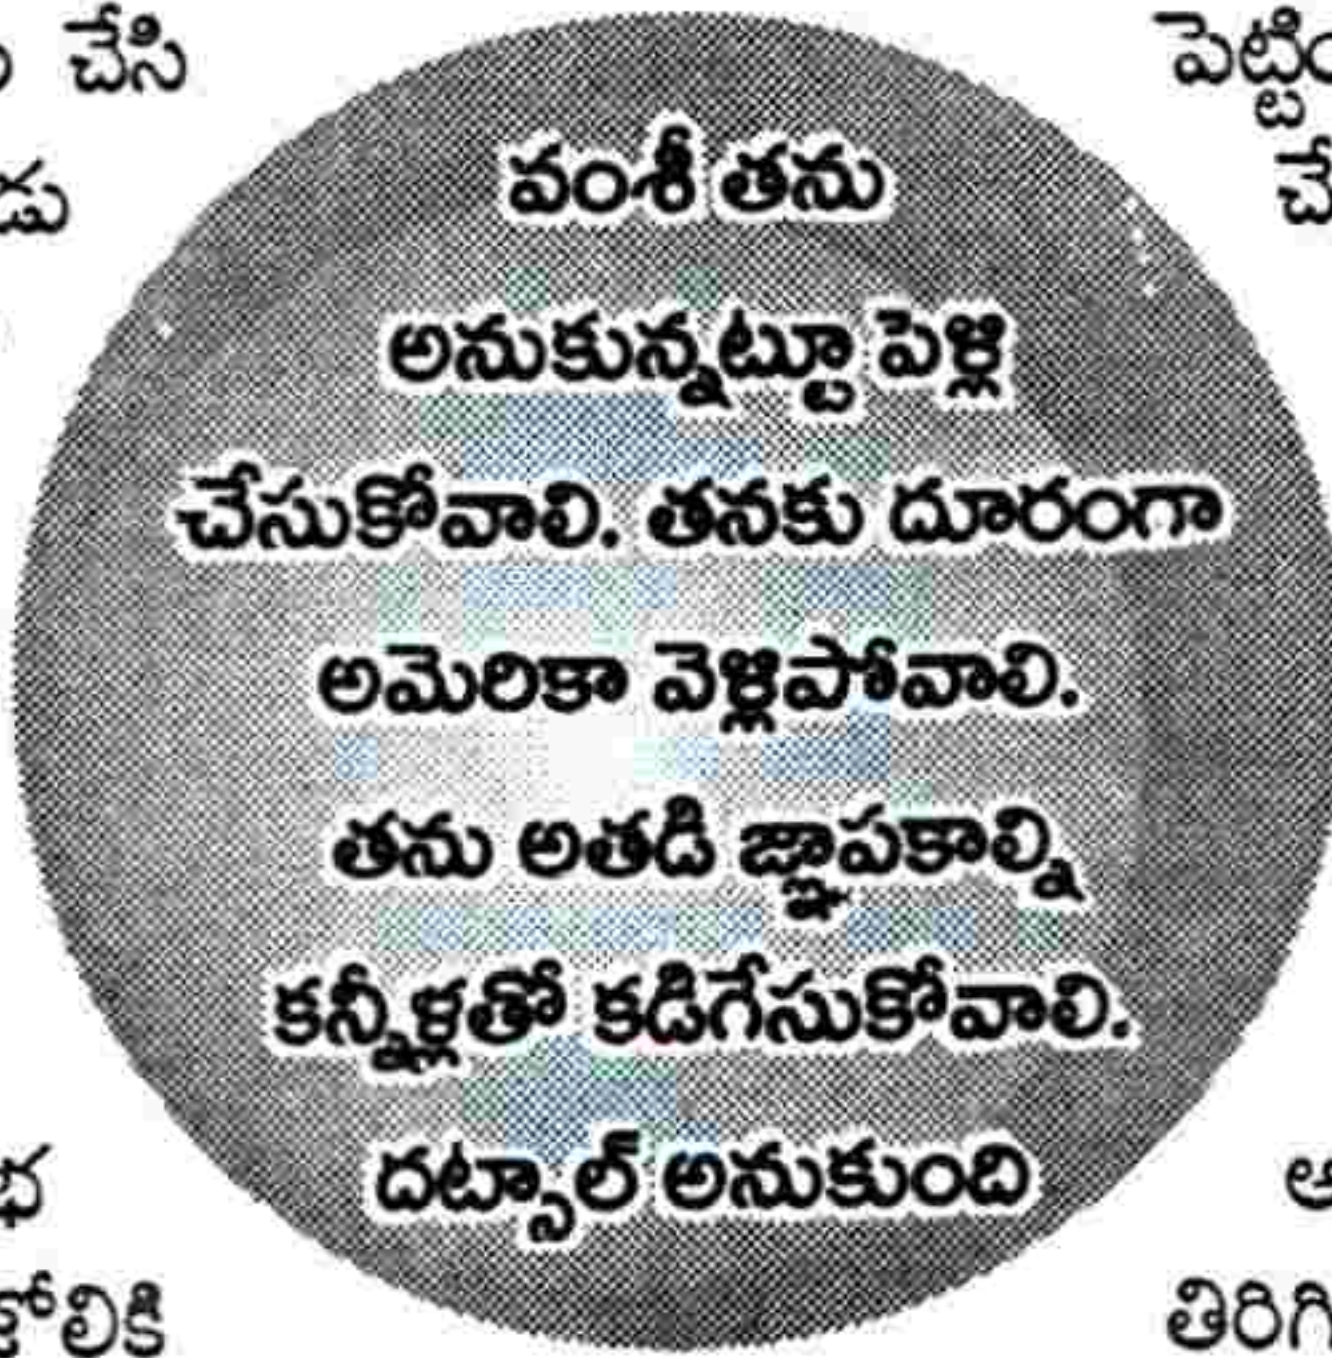 చేసి
పెట్టిం
డు
చే
వంశీ తను
అనుకున్నట్టూ పెళ్లి
చేసుకోవాలి. తనకు దూరంగా
అమెరికా వెళ్లిపోవాలి.
తను అతడి జ్ఞాపకాల్ని
కన్నీళ్లతో కడిగేసుకోవాలి.
దట్సాల్ అనుకుంది
భ
జోలికి
తిరిగి